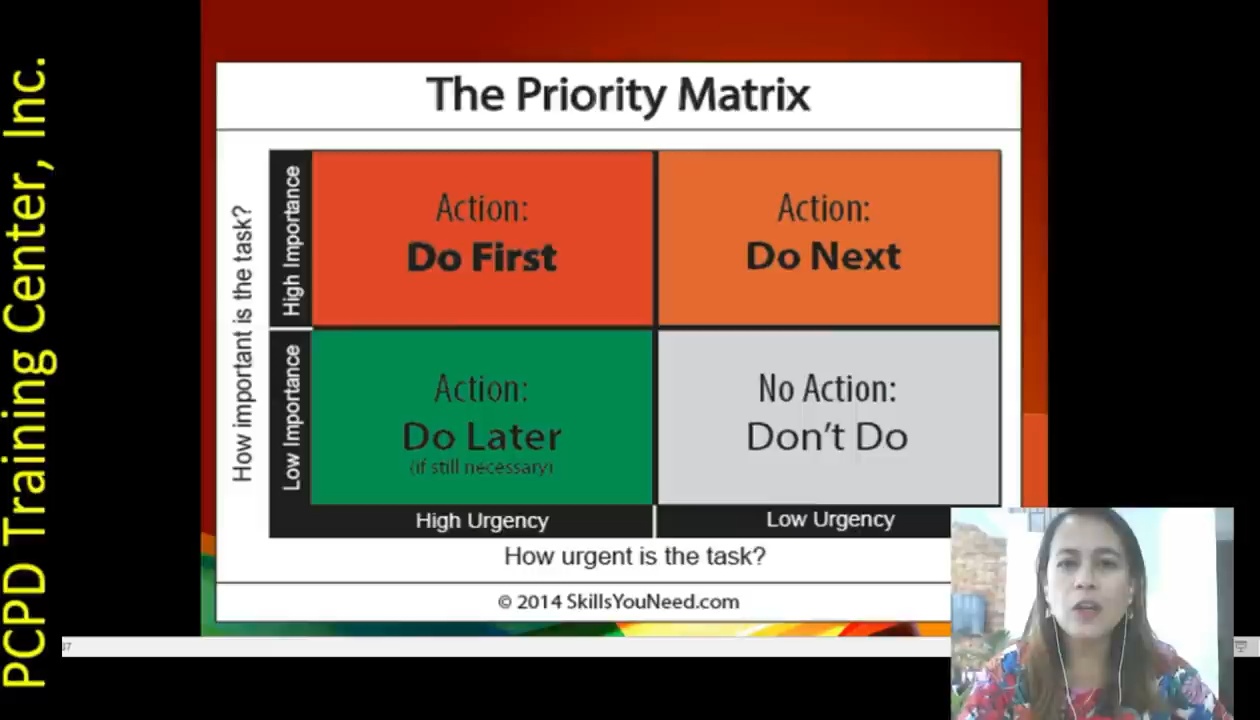 PCPD Training Center, Inc.
The Priority Matrix
How important is the task?
High Importance
Action:
Do First
Action:
Do Next
Low Importance
Action:
Do Later
(if still necessary)
No Action:
Don't Do
High Urgency
Low Urgency
How urgent is the task?
© 2014 SkillsYouNeed.com